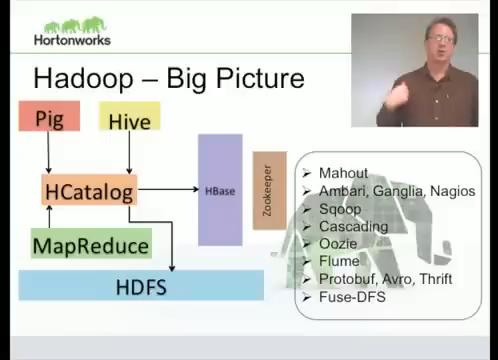 Hortonworks
Hadoop – Big Picture
Pig
Hive
HCatalog
MapReduce
HDFS
HBase
Zookeeper
➢ Mahout
➢ Ambari, Ganglia, Nagios
➢ Sqoop
➢ Cascading
➢ Oozie
➢ Flume
➢ Protobuf, Avro, Thrift
➢ Fuse-DFS